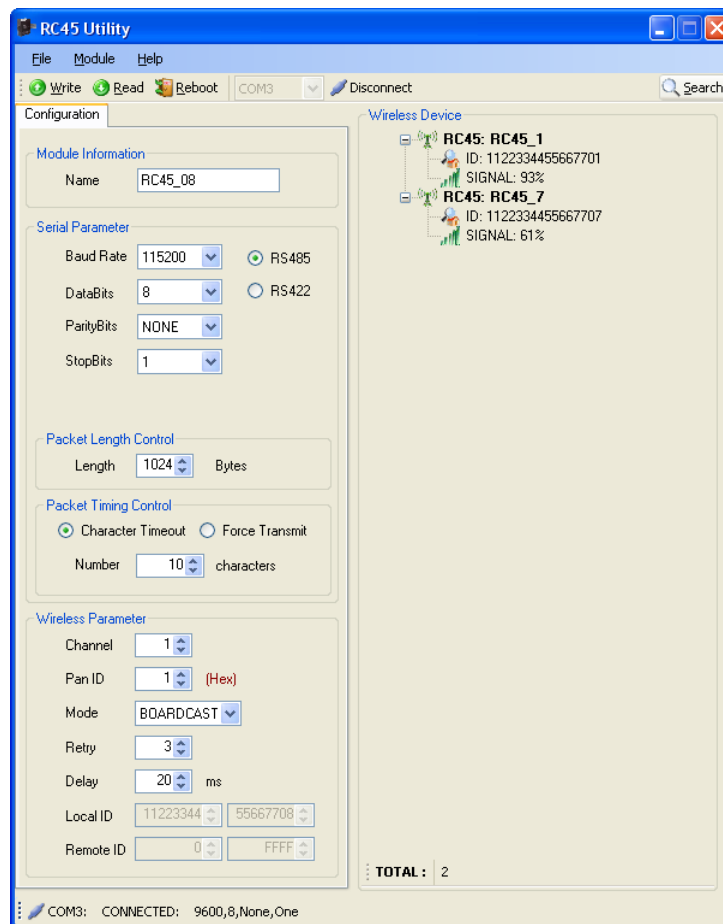 RC45 Utility
File Module Help
Write Read Reboot COM3 Disconnect Search
Configuration
Module Information
Name RC45_08
Serial Parameter
Baud Rate 115200 RS485
DataBits 8 RS422
ParityBits NONE
StopBits 1
Packet Length Control
Length 1024 Bytes
Packet Timing Control
Character Timeout Force Transmit
Number 10 characters
Wireless Parameter
Channel 1
Pan ID 1 (Hex)
Mode BOARDCAST
Retry 3
Delay 20 ms
Local ID 11223344 55667708
Remote ID 0 FFFF
Wireless Device
RC45: RC45_1
ID: 1122334455667701
SIGNAL: 93%
RC45: RC45_7
ID: 1122334455667707
SIGNAL: 61%
TOTAL: 2
COM3: CONNECTED: 9600,8,None,One